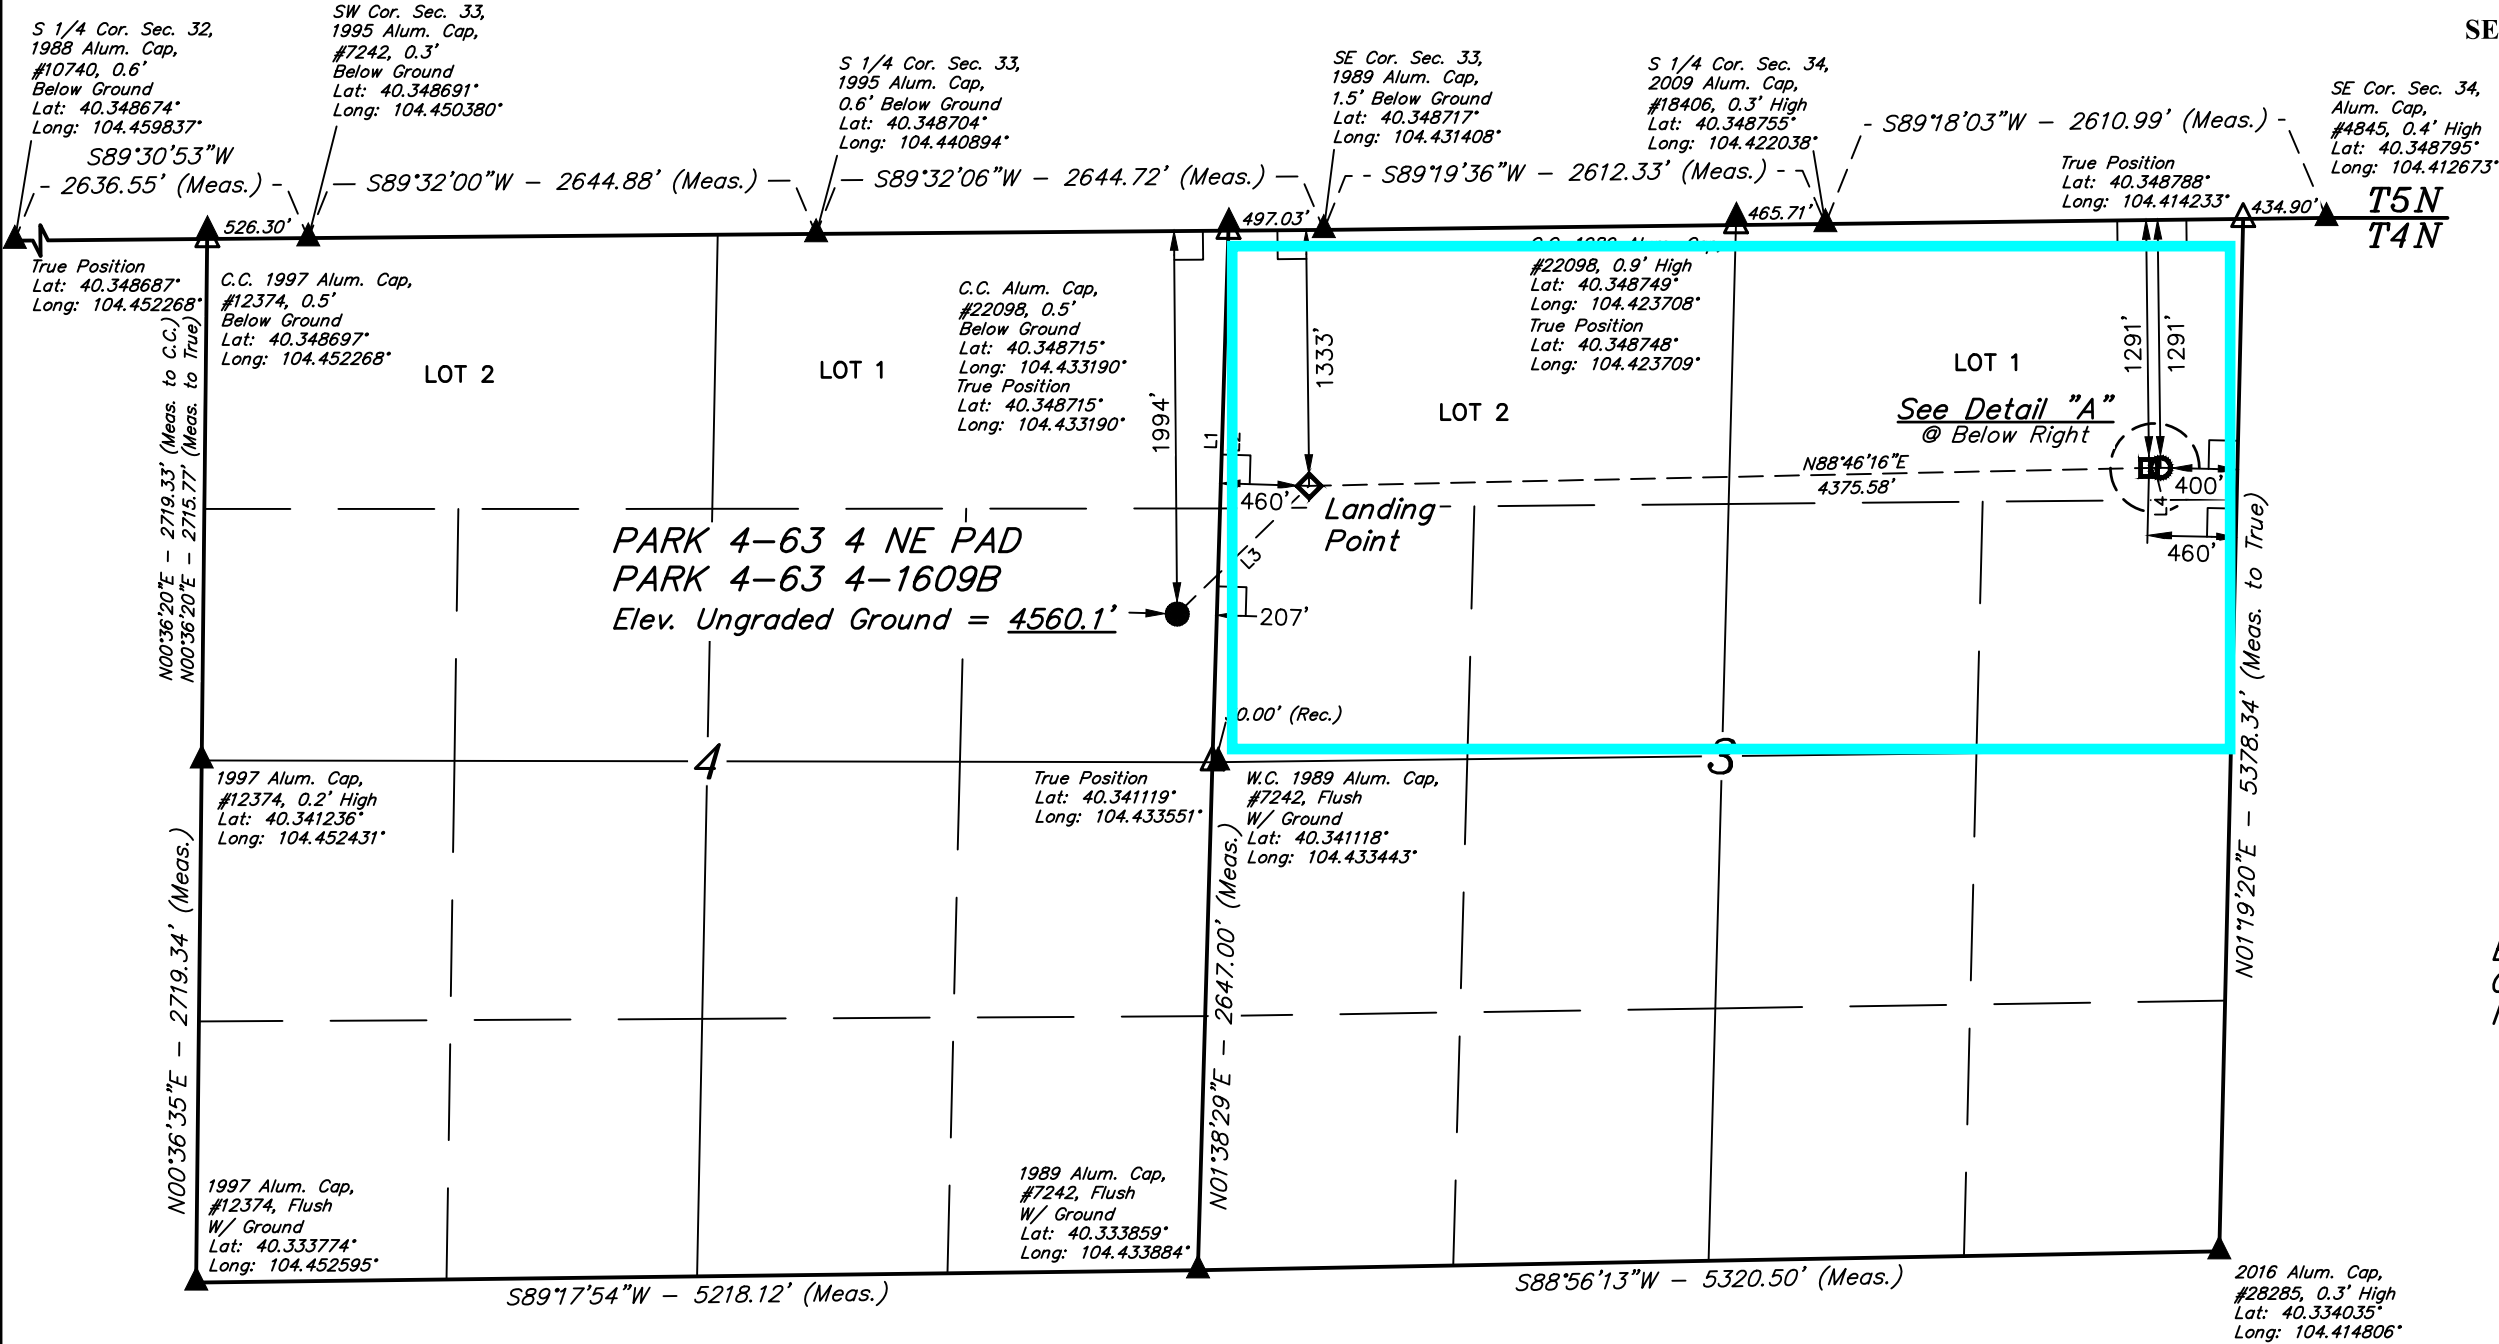 SE
S 1/4 Cor. Sec. 32,
1988 Alum. Cap,
#10740, 0.6'
Below Ground
Lat: 40.348674°
Long: 104.459837°
SW Cor. Sec. 33,
1995 Alum. Cap,
#7242, 0.3'
Below Ground
Lat: 40.348691°
Long: 104.450380°
S 1/4 Cor. Sec. 33,
1995 Alum. Cap,
0.6' Below Ground
Lat: 40.348704°
Long: 104.440894°
SE Cor. Sec. 33,
1989 Alum. Cap,
1.5' Below Ground
Lat: 40.348717°
Long: 104.431408°
S 1/4 Cor. Sec. 34,
2009 Alum. Cap,
#18406, 0.3' High
Lat: 40.348755°
Long: 104.422038°
SE Cor. Sec. 34,
Alum. Cap,
#4845, 0.4' High
Lat: 40.348795°
Long: 104.412673°
S89°30'53"W
2636.55' (Meas.)
S89°32'00"W - 2644.88' (Meas.)
S89°32'06"W - 2644.72' (Meas.)
S89°19'36"W - 2612.33' (Meas.)
S89°18'03"W - 2610.99' (Meas.)
True Position
Lat: 40.348788°
Long: 104.414233°
T5N
T4N
526.30'
497.03'
465.71'
434.90'
True Position
Lat: 40.348687°
Long: 104.452268°
C.C. 1997 Alum. Cap,
#12374, 0.5'
Below Ground
Lat: 40.348697°
Long: 104.452268°
C.C. Alum. Cap,
#22098, 0.5'
Below Ground
Lat: 40.348715°
Long: 104.433190°
True Position
Lat: 40.348715°
Long: 104.433190°
#22098, 0.9' High
Lat: 40.348749°
Long: 104.423708°
True Position
Lat: 40.348748°
Long: 104.423709°
LOT 2
LOT 1
LOT 2
LOT 1
See Detail "A"
@ Below Right
1994'
1333'
1291'
1291'
L1
N88°46'16"E
4375.58'
460'
400'
L4
460'
Landing
Point
L3
207'
PARK 4-63 4 NE PAD
PARK 4-63 4-1609B
Elev. Ungraded Ground = 4560.1'
N00°36'20"E - 2719.33' (Meas. to C.C.)
N00°36'20"E - 2715.77' (Meas. to True)
N01°19'20"E - 5378.34' (Meas. to True)
0.00' (Rec.)
4
3
1997 Alum. Cap,
#12374, 0.2' High
Lat: 40.341236°
Long: 104.452431°
True Position
Lat: 40.341119°
Long: 104.433551°
W.C. 1989 Alum. Cap,
#7242, Flush
W/ Ground
Lat: 40.341118°
Long: 104.433443°
N00°36'35"E - 2719.34' (Meas.)
N01°38'29"E - 2647.00' (Meas.)
1997 Alum. Cap,
#12374, Flush
W/ Ground
Lat: 40.333774°
Long: 104.452595°
1989 Alum. Cap,
#7242, Flush
W/ Ground
Lat: 40.333859°
Long: 104.433884°
S89°17'54"W - 5218.12' (Meas.)
S88°56'13"W - 5320.50' (Meas.)
2016 Alum. Cap,
#28285, 0.3' High
Lat: 40.334035°
Long: 104.414806°